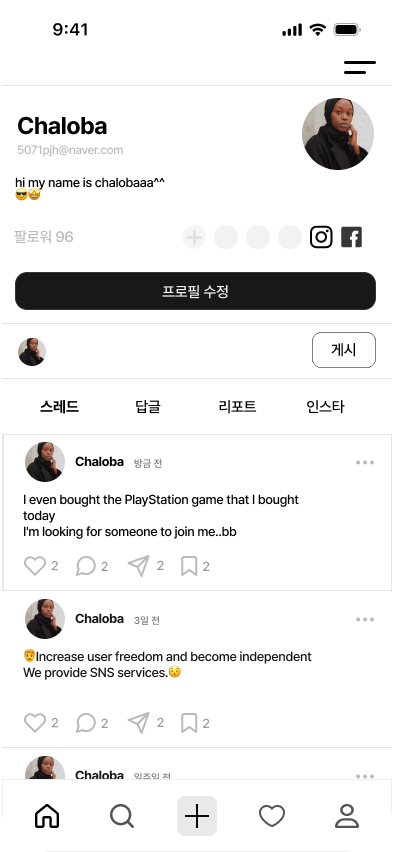 9:41
Chaloba
5071pjh@naver.com
hi my name is chalobaaa^^
😎🤩
팔로워 96
프로필 수정
게시
스레드 답글 리포트 인스타
Chaloba 방금 전
I even bought the PlayStation game that I bought
today
I'm looking for someone to join me..bb
2 2 2 2
Chaloba 3일 전
👨Increase user freedom and become independent
We provide SNS services.😌
2 2 2 2
Chaloba 일주일 전